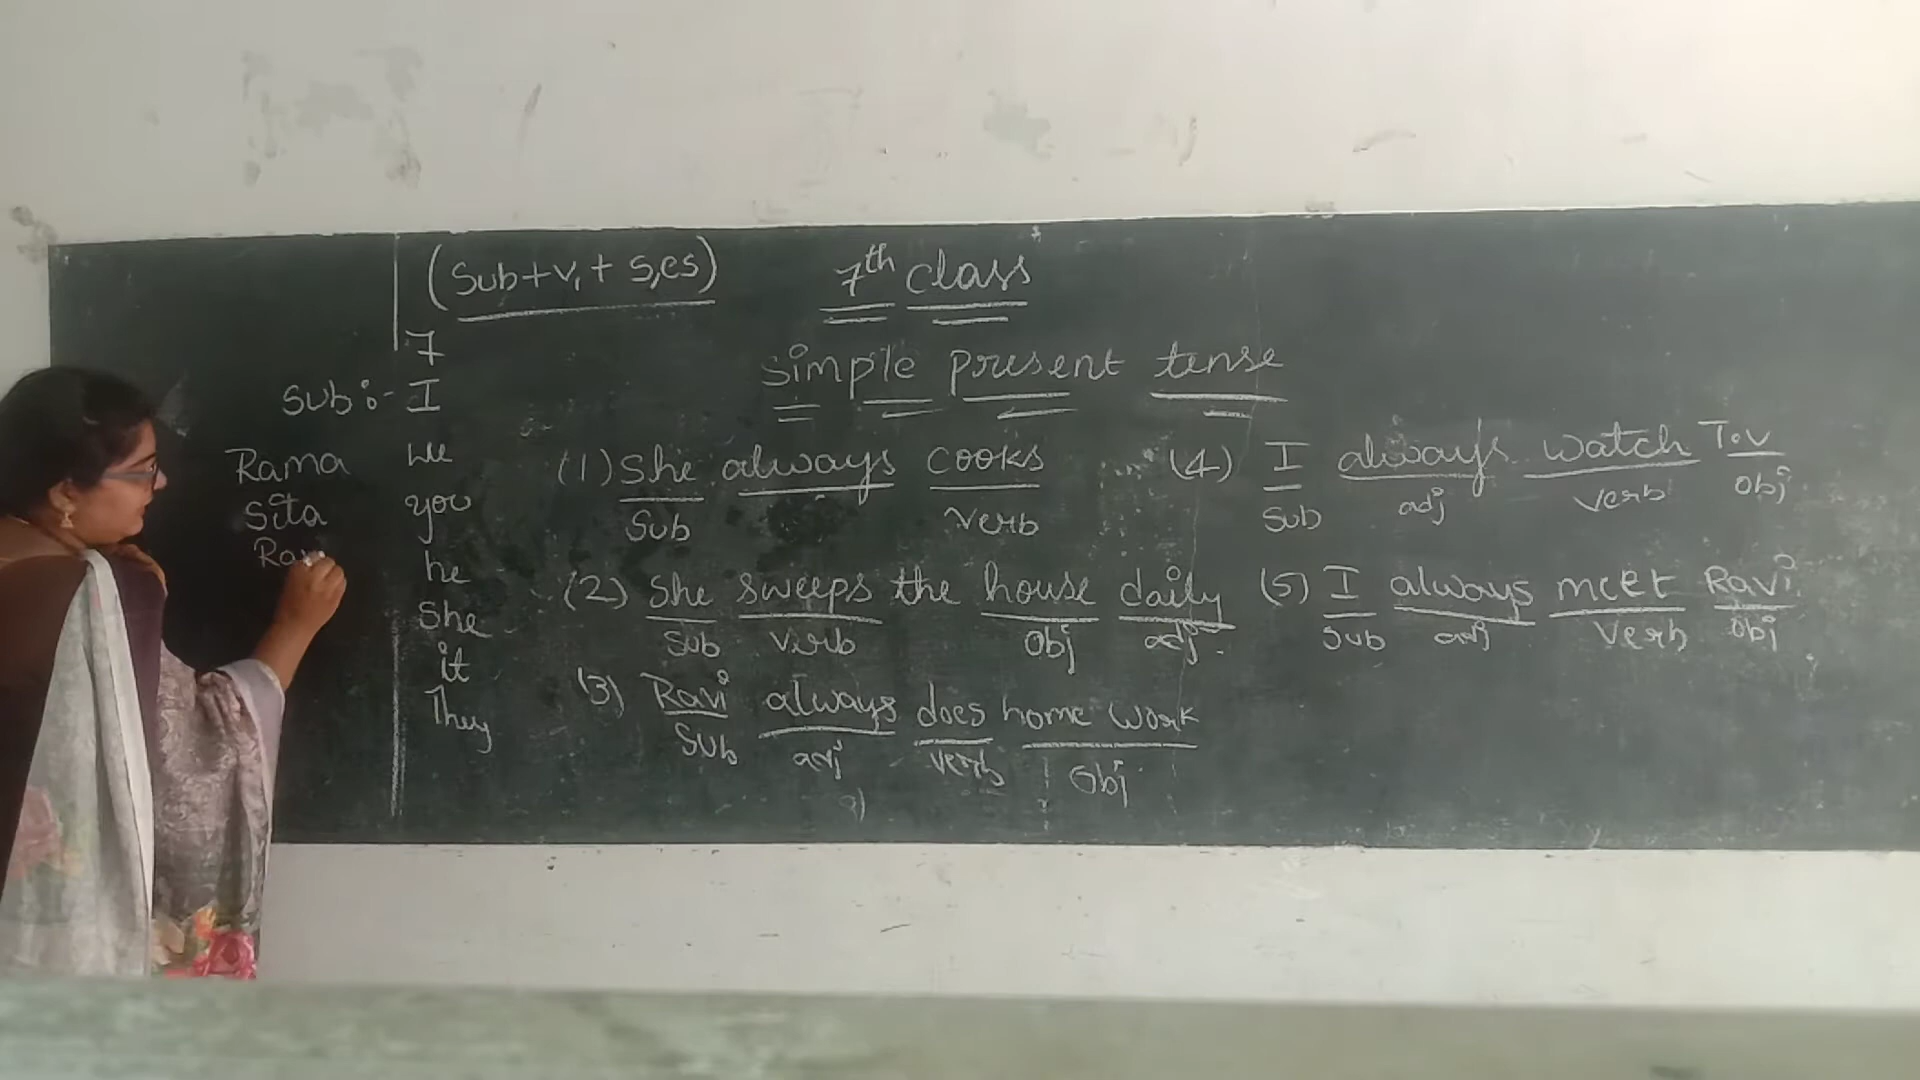 (Sub+V1 + s,es)
7th class
simple present tense
7
Sub :- I
we
you
he
she
it
They
Rama
Sita
(1) She always cooks
Sub verb
(2) She sweeps the house daily
Sub verb obj adj
(3) Ravi always does home work
Sub adj verb obj
(4) I always watch T.V
Sub adj verb obj
(5) I always meet Ravi
Sub adj verb obj